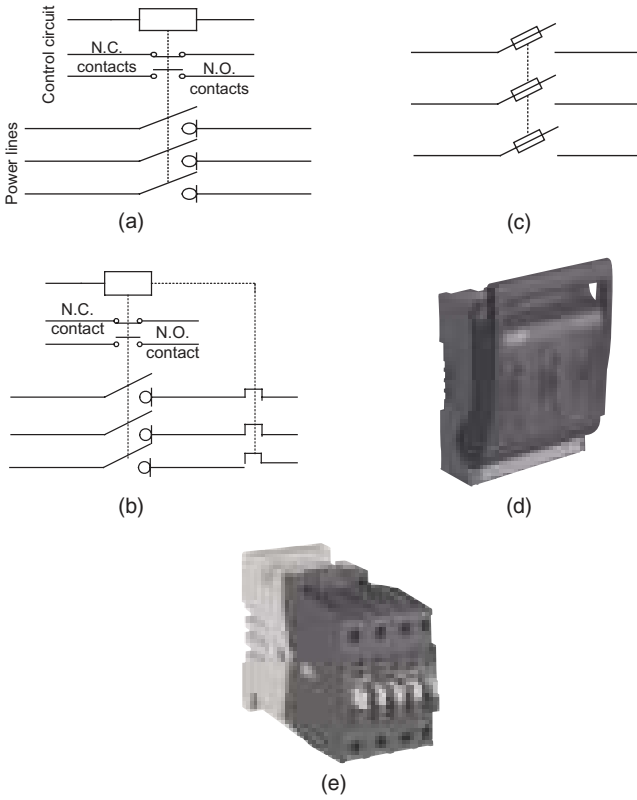 Control circuit
N.C.
contacts
N.O.
contacts
Power lines
(a)
(c)
N.C.
contact
N.O.
contact
(b)
(d)
(e)